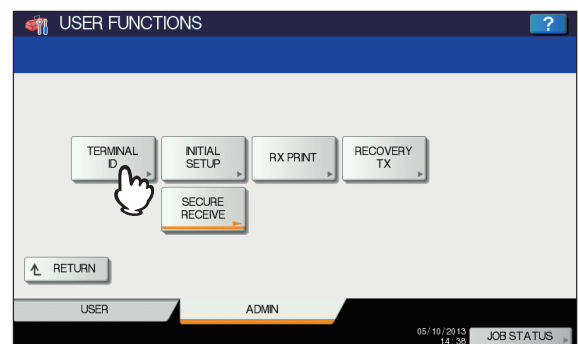 USER FUNCTIONS
?
TERMINAL
ID
INITIAL
SETUP
RX PRINT
RECOVERY
TX
SECURE
RECEIVE
RETURN
USER
ADMIN
05/10/2013
14:38
JOB STATUS